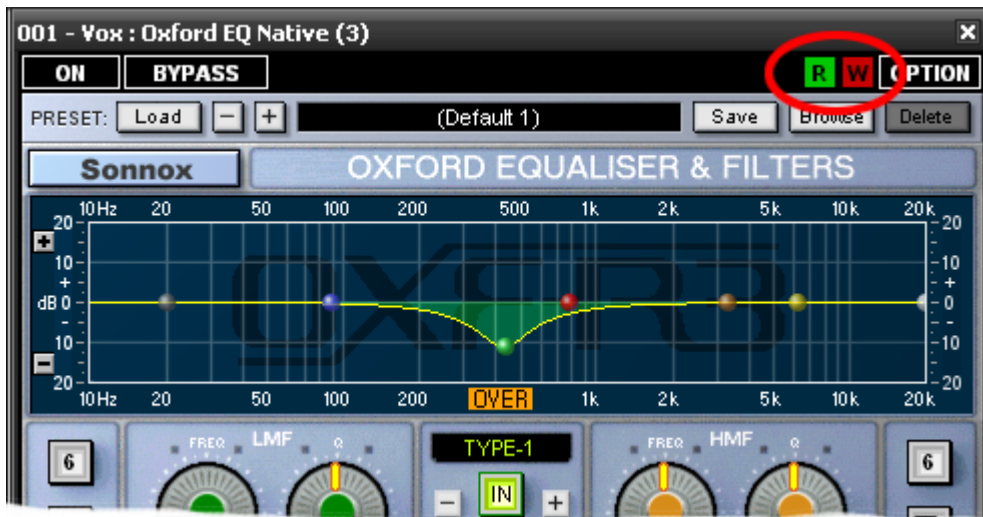 001 - Vox : Oxford EQ Native (3)
ON BYPASS R W OPTION
PRESET: Load - + (Default 1) Save Browse Delete
Sonnox OXFORD EQUALISER & FILTERS
10Hz 20 50 100 200 500 1k 2k 5k 10k 20k
20 20
+
10 10
+ +
dB 0 0
- -
10 10
-
20 20
10Hz 20 50 100 200 OVER 1k 2k 5k 10k 20k
OXFR3
FREQ LMF Q TYPE-1 FREQ HMF Q
6 - IN + 6